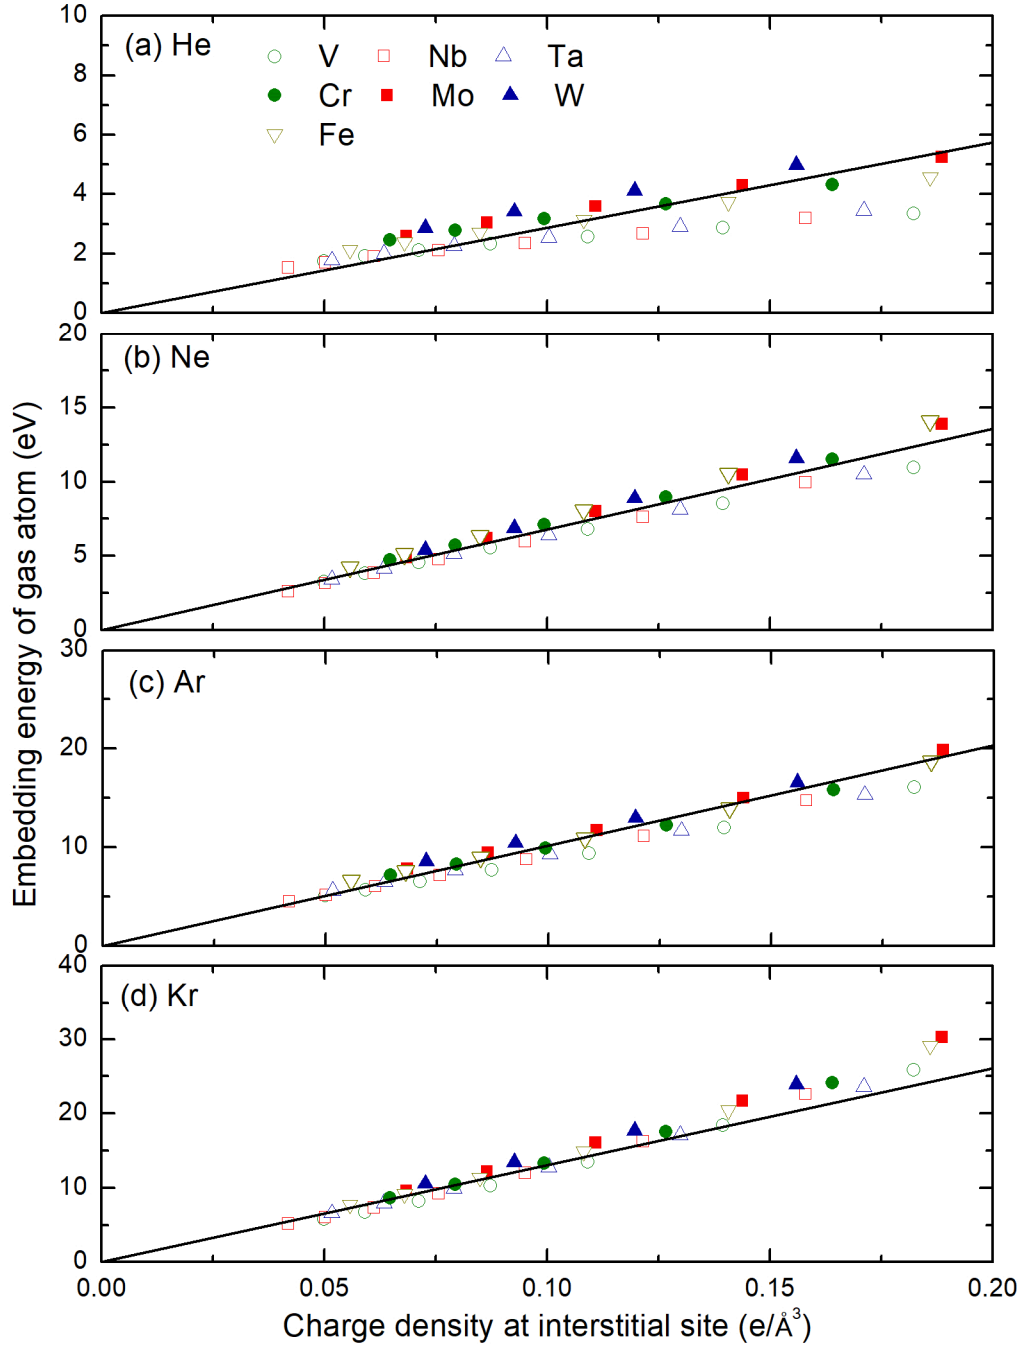 (a) He
V Nb Ta
Cr Mo W
Fe
10
8
6
4
2
0
(b) Ne
20
15
10
5
0
(c) Ar
30
20
10
0
(d) Kr
40
30
20
10
0
0.00 0.05 0.10 0.15 0.20
Embedding energy of gas atom (eV)
Charge density at interstitial site (e/Å³)